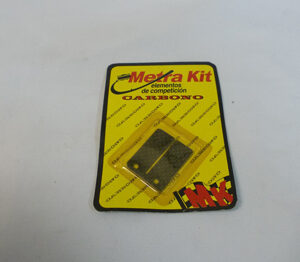 Metra Kit
elementos
de competición
CARBONO
MK